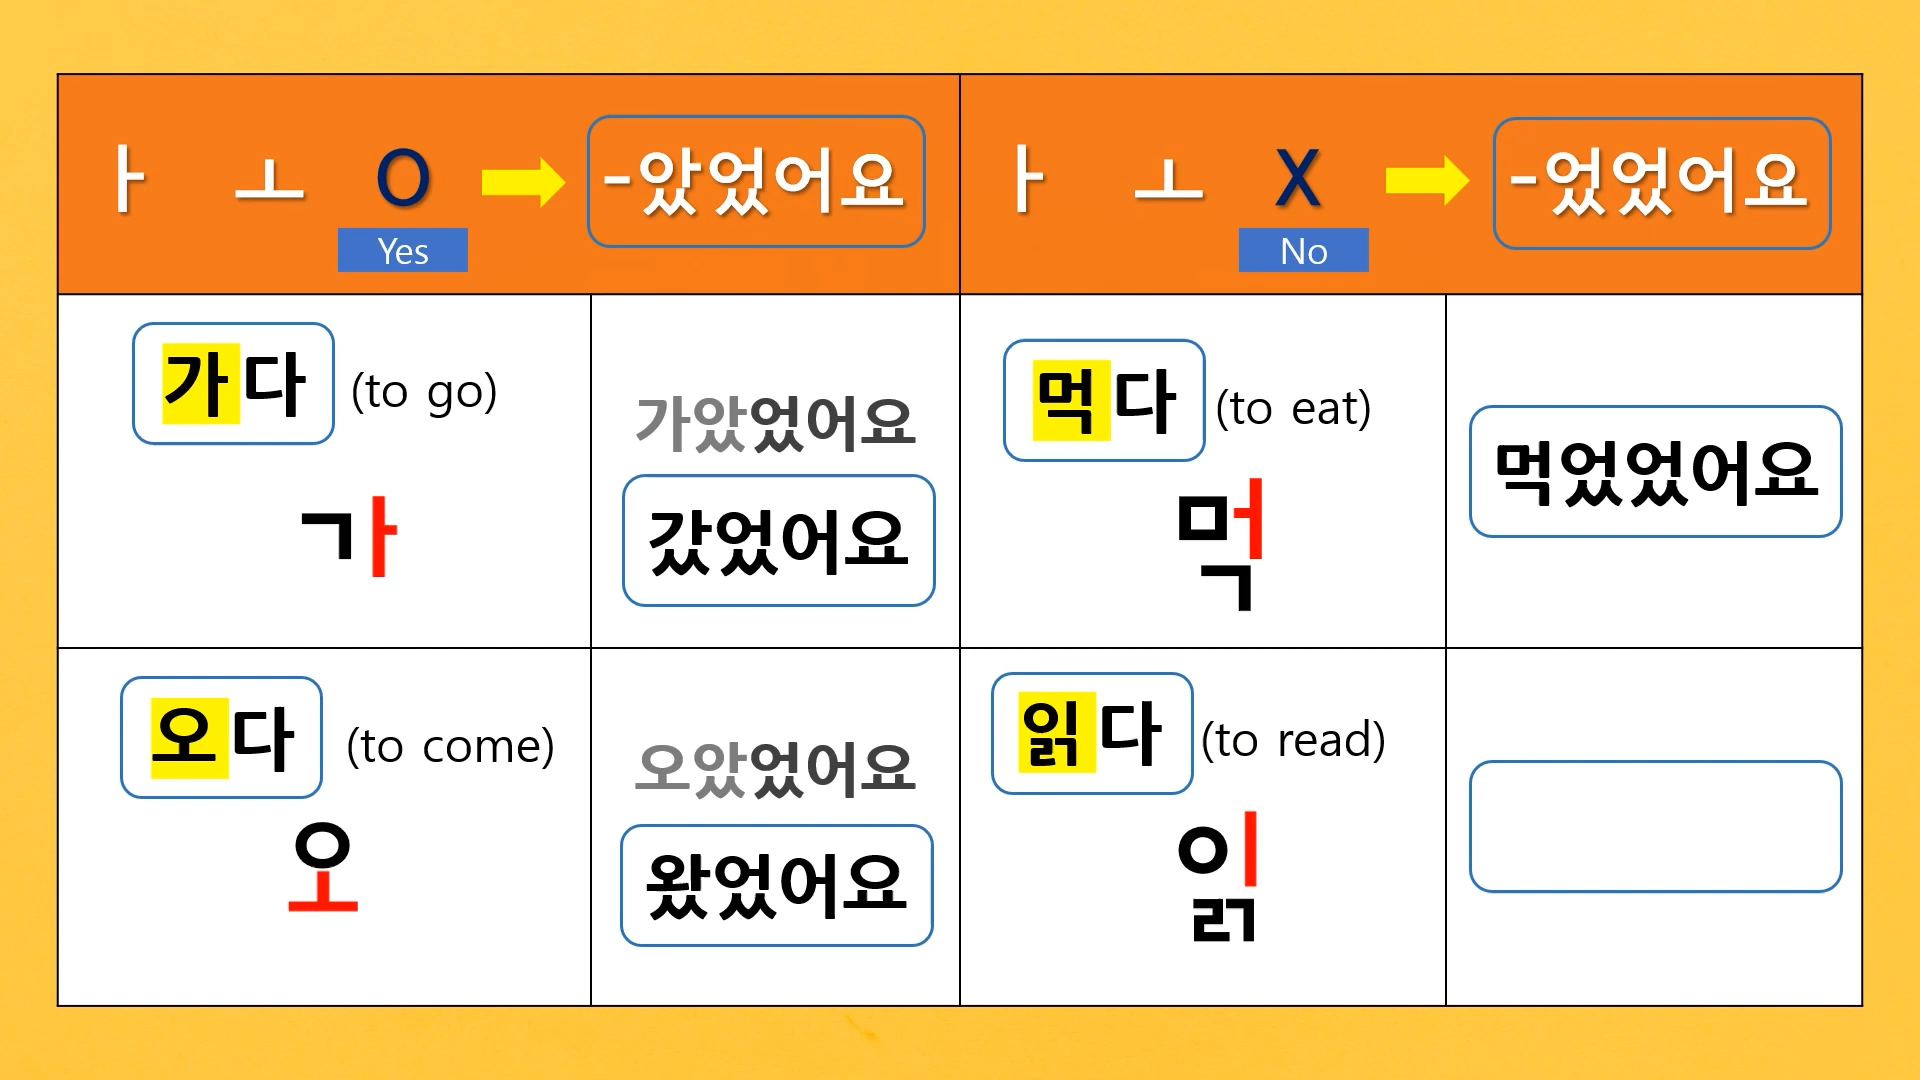 ㅏ ㅗ O -았었어요
Yes
ㅏ ㅗ X -었었어요
No
가다 (to go)
가
가았었어요
갔었어요
먹다 (to eat)
먹
먹었었어요
오다 (to come)
오
오았었어요
왔었어요
읽다 (to read)
읽